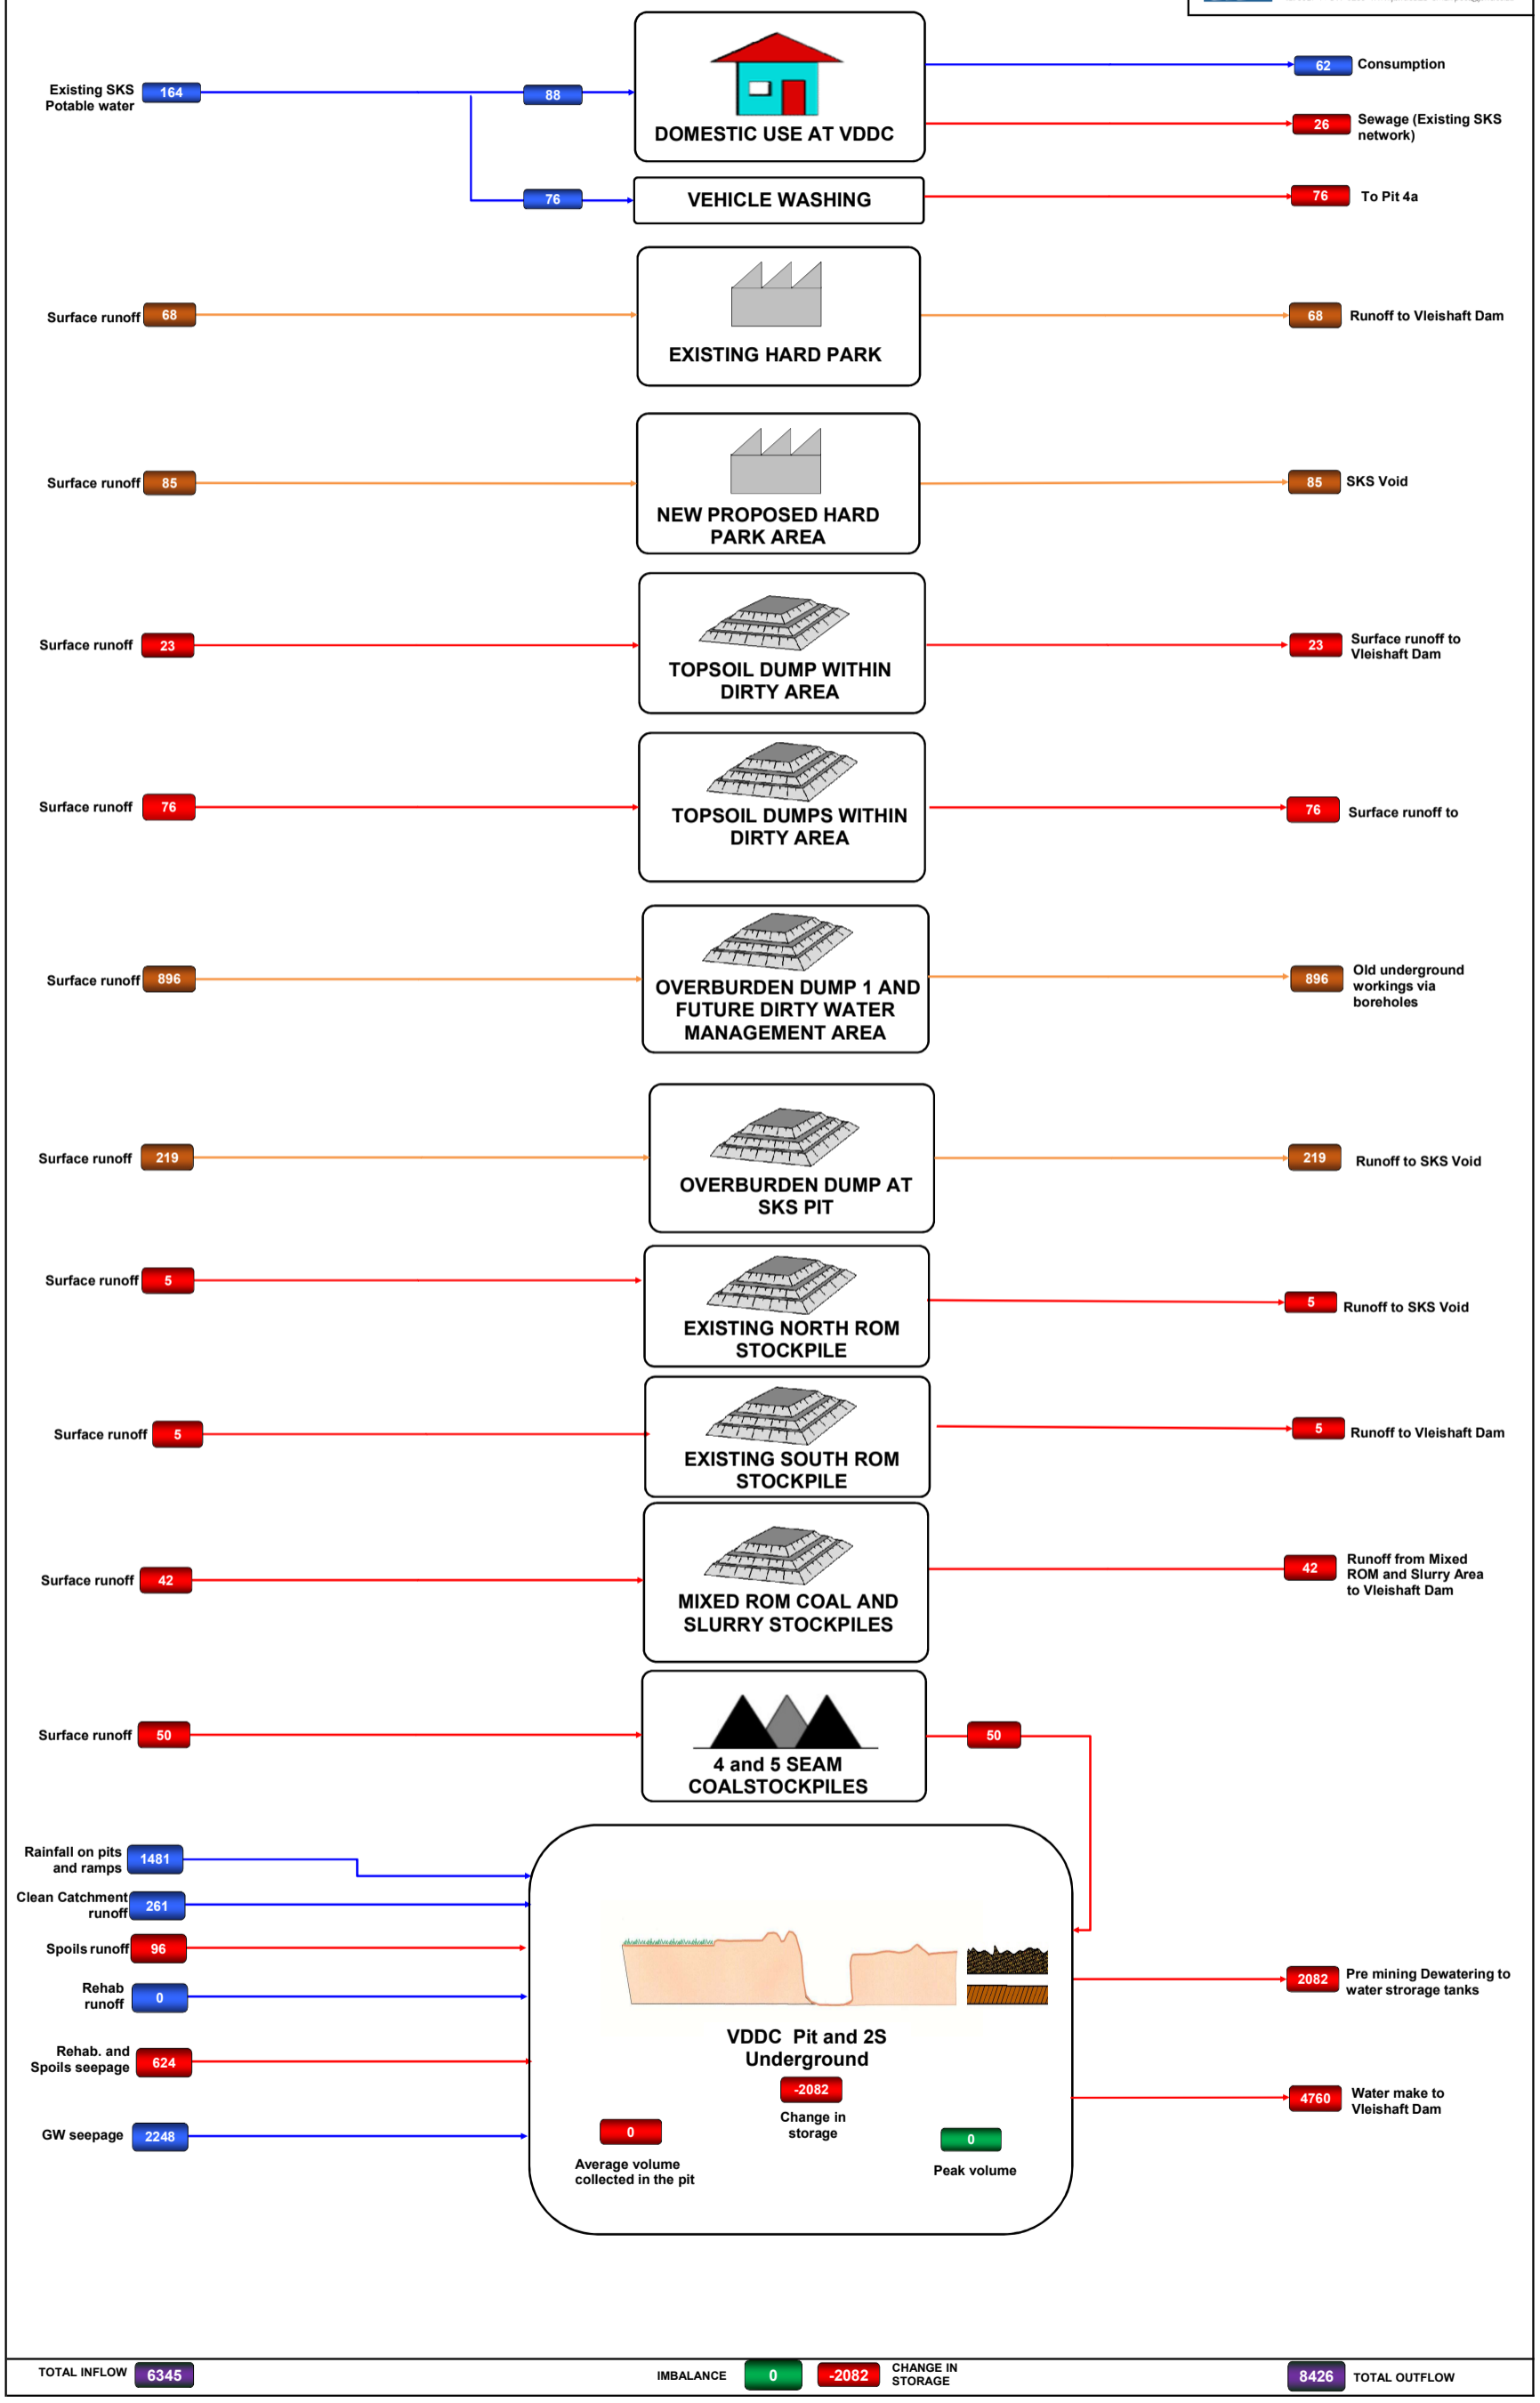 Existing SKS
Potable water
164
88
DOMESTIC USE AT VDDC
62
Consumption
26
Sewage (Existing SKS
network)
76
VEHICLE WASHING
76
To Pit 4a
Surface runoff
68
EXISTING HARD PARK
68
Runoff to Vleishaft Dam
Surface runoff
85
NEW PROPOSED HARD
PARK AREA
85
SKS Void
Surface runoff
23
TOPSOIL DUMP WITHIN
DIRTY AREA
23
Surface runoff to
Vleishaft Dam
Surface runoff
76
TOPSOIL DUMPS WITHIN
DIRTY AREA
76
Surface runoff to
Surface runoff
896
OVERBURDEN DUMP 1 AND
FUTURE DIRTY WATER
MANAGEMENT AREA
896
Old underground
workings via
boreholes
Surface runoff
219
OVERBURDEN DUMP AT
SKS PIT
219
Runoff to SKS Void
Surface runoff
5
EXISTING NORTH ROM
STOCKPILE
5
Runoff to SKS Void
Surface runoff
5
EXISTING SOUTH ROM
STOCKPILE
5
Runoff to Vleishaft Dam
Surface runoff
42
MIXED ROM COAL AND
SLURRY STOCKPILES
42
Runoff from Mixed
ROM and Slurry Area
to Vleishaft Dam
Surface runoff
50
4 and 5 SEAM
COALSTOCKPILES
50
Rainfall on pits
and ramps
1481
Clean Catchment
runoff
261
Spoils runoff
96
Rehab
runoff
0
Rehab. and
Spoils seepage
624
GW seepage
2248
VDDC Pit and 2S
Underground
-2082
Change in
storage
0
Average volume
collected in the pit
0
Peak volume
2082
Pre mining Dewatering to
water strorage tanks
4760
Water make to
Vleishaft Dam
TOTAL INFLOW
6345
IMBALANCE
0
-2082
CHANGE IN
STORAGE
8426
TOTAL OUTFLOW